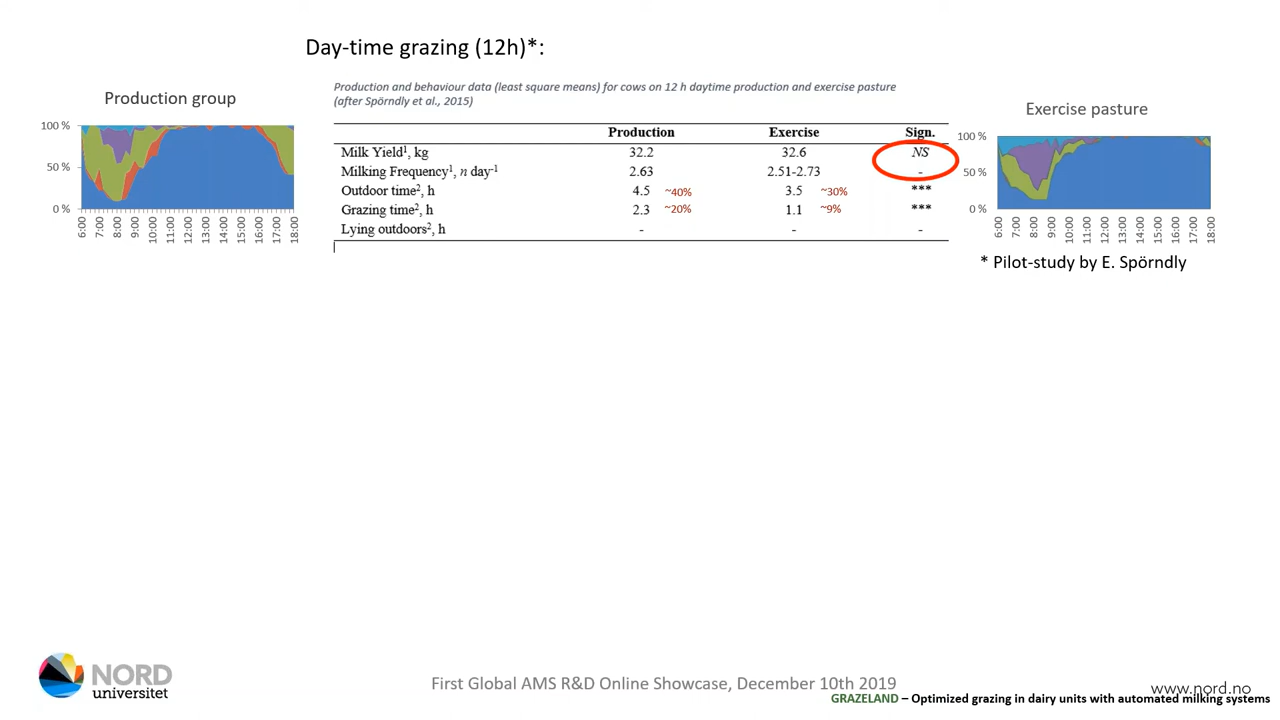 Day-time grazing (12h)*:
Production group
100 %
50 %
0 %
6:00 7:00 8:00 9:00 10:00 11:00 12:00 13:00 14:00 15:00 16:00 17:00 18:00
Production and behaviour data (least square means) for cows on 12 h daytime production and exercise pasture
(after Spörndly et al., 2015)
Production Exercise Sign.
Milk Yield¹, kg 32.2 32.6 NS
Milking Frequency¹, n day⁻¹ 2.63 2.51-2.73 -
Outdoor time², h 4.5 ~40% 3.5 ~30% ***
Grazing time², h 2.3 ~20% 1.1 ~9% ***
Lying outdoors², h - - -
Exercise pasture
100 %
50 %
0 %
6:00 7:00 8:00 9:00 10:00 11:00 12:00 13:00 14:00 15:00 16:00 17:00 18:00
* Pilot-study by E. Spörndly
NORD
universitet
First Global AMS R&D Online Showcase, December 10th 2019
www.nord.no
GRAZELAND – Optimized grazing in dairy units with automated milking systems